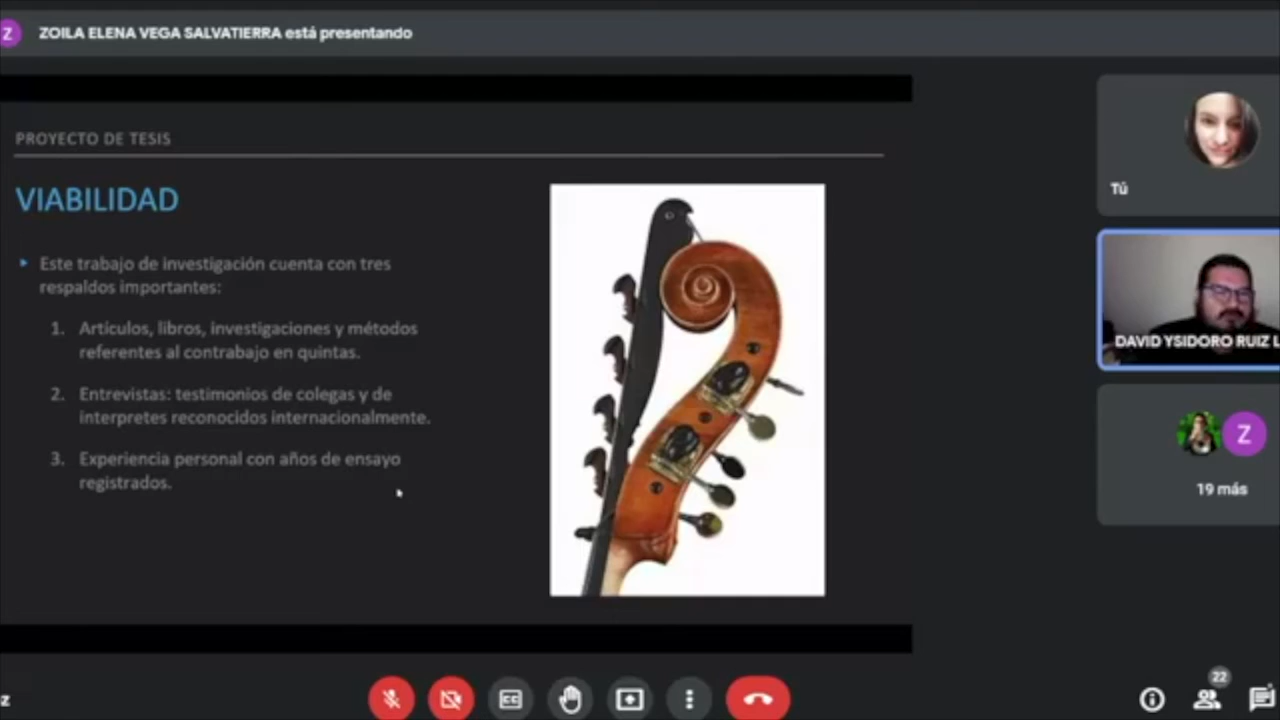 Z ZOILA ELENA VEGA SALVATIERRA está presentando
PROYECTO DE TESIS
VIABILIDAD
Este trabajo de investigación cuenta con tres
respaldos importantes:
1. Artículos, libros, investigaciones y métodos
referentes al contrabajo en quintas.
2. Entrevistas: testimonios de colegas y de
interpretes reconocidos internacionalmente.
3. Experiencia personal con años de ensayo
registrados.
Tú
DAVID YSIDORO RUIZ L
Z
19 más
z
CC
22